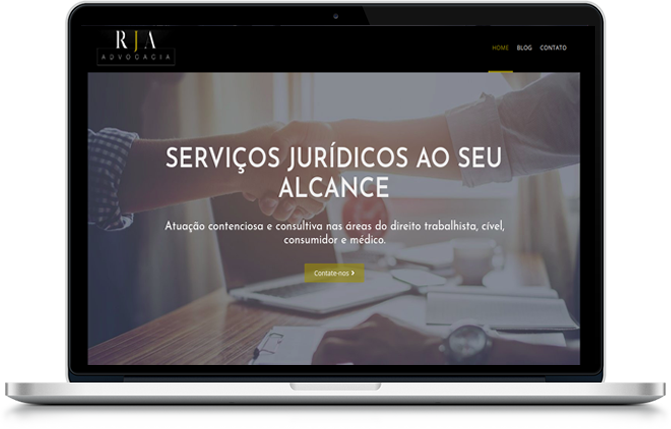 RJA
ADVOCACIA
HOME BLOG CONTATO
SERVIÇOS JURÍDICOS AO SEU
ALCANCE
Atuação contenciosa e consultiva nas áreas do direito trabalhista, cível,
consumidor e médico.
Contate-nos >